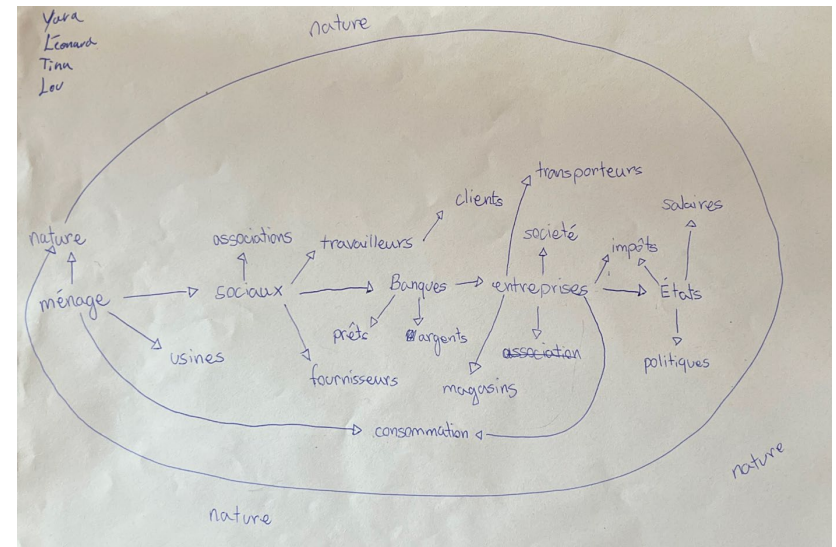 Yara
Léonard
Tina
Lou
nature
transporteurs
clients
salaires
nature
associations
travailleurs
societé
impôts
ménage
sociaux
Banques
entreprises
États
usines
prêts
argents
association
politiques
fournisseurs
magasins
consommation
nature
nature